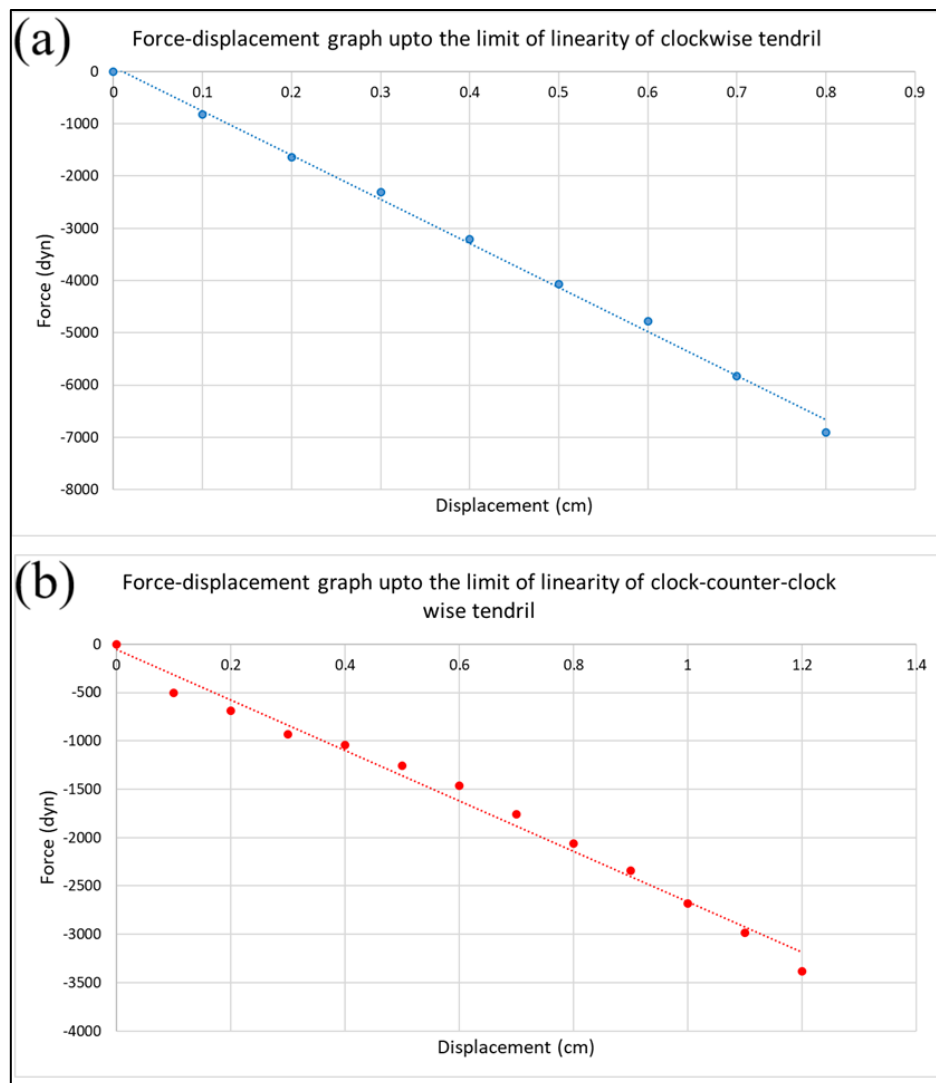 (a)
Force-displacement graph upto the limit of linearity of clockwise tendril
0
0 0.1 0.2 0.3 0.4 0.5 0.6 0.7 0.8 0.9
-1000
-2000
-3000
-4000
-5000
-6000
-7000
-8000
Force (dyn)
Displacement (cm)
(b)
Force-displacement graph upto the limit of linearity of clock-counter-clock
wise tendril
0
0 0.2 0.4 0.6 0.8 1 1.2 1.4
-500
-1000
-1500
-2000
-2500
-3000
-3500
-4000
Force (dyn)
Displacement (cm)